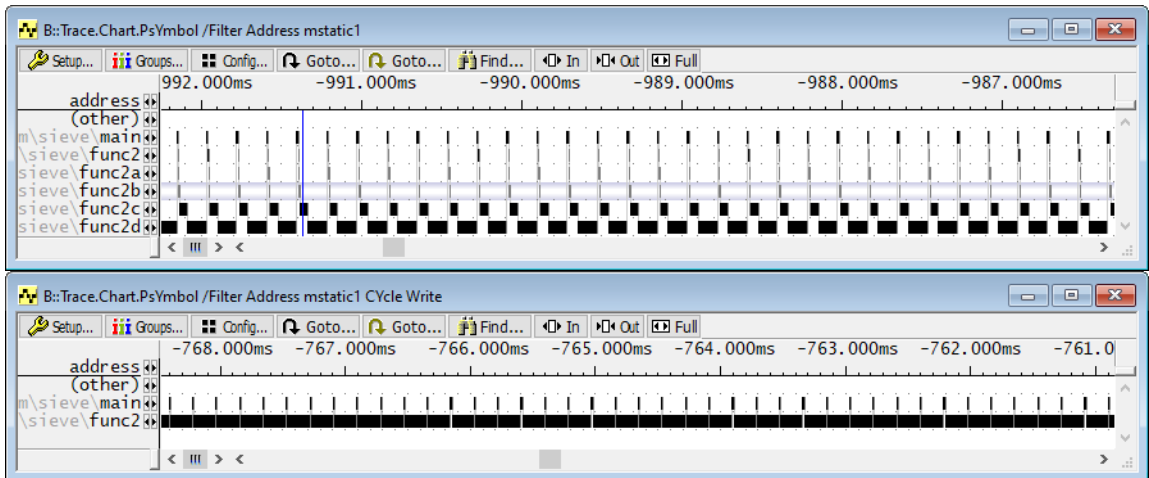 B::Trace.Chart.PsYmbol /Filter Address mstatic1
Setup... Groups... Config... Goto... Goto... Find... In Out Full
992.000ms -991.000ms -990.000ms -989.000ms -988.000ms -987.000ms
address
(other)
m\sieve\main
\sieve\func2
sieve\func2a
sieve\func2b
sieve\func2c
sieve\func2d
B::Trace.Chart.PsYmbol /Filter Address mstatic1 CYcle Write
Setup... Groups... Config... Goto... Goto... Find... In Out Full
-768.000ms -767.000ms -766.000ms -765.000ms -764.000ms -763.000ms -762.000ms -761.0
address
(other)
m\sieve\main
\sieve\func2